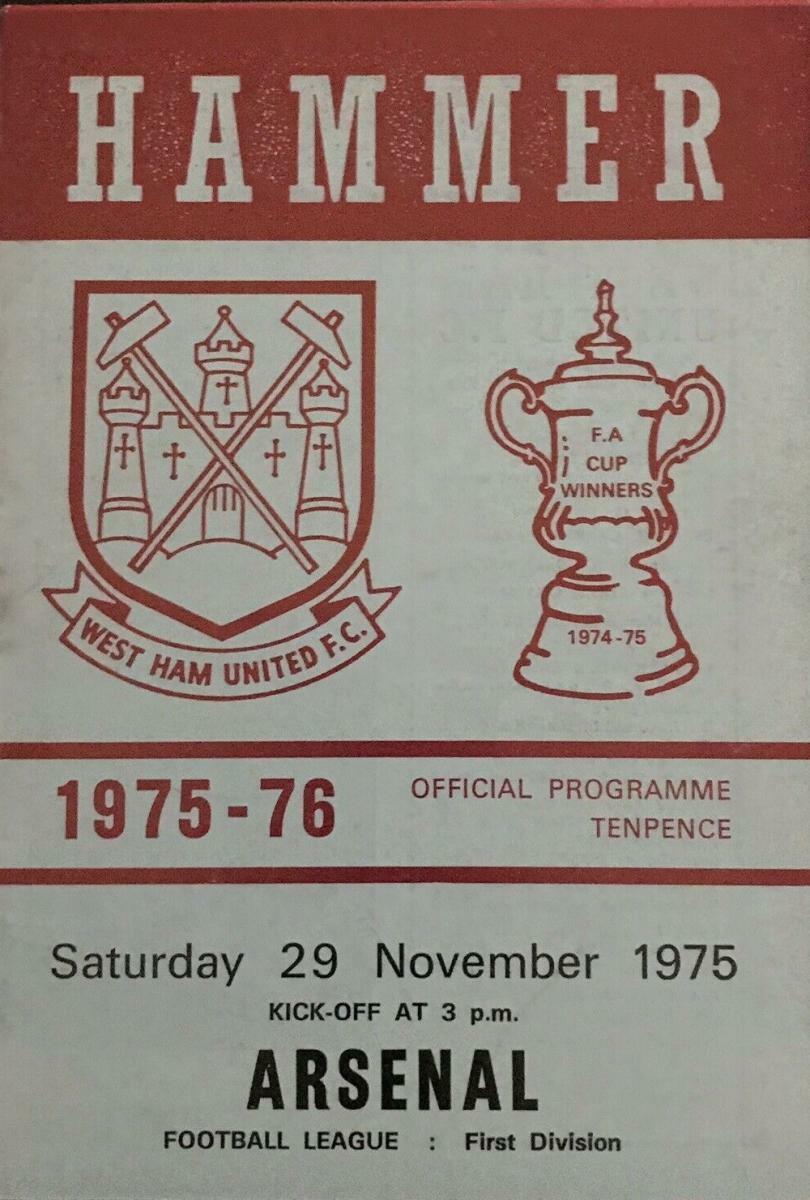 HAMMER
WEST HAM UNITED F.C.
F.A
CUP
WINNERS
1974-75
1975-76
OFFICIAL PROGRAMME
TENPENCE
Saturday 29 November 1975
KICK-OFF AT 3 p.m.
ARSENAL
FOOTBALL LEAGUE : First Division